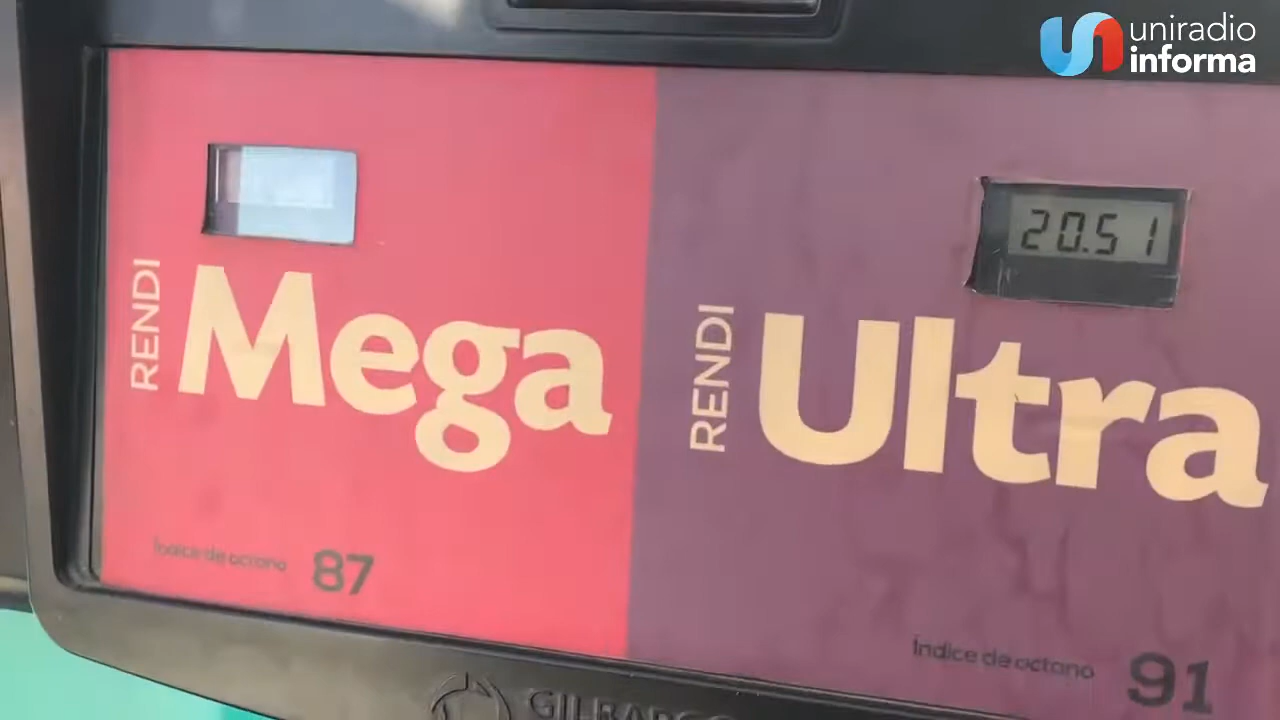 uniradio
informa
20.51
RENDI
Mega
RENDI
Ultra
Índice de octano 87
Índice de octano 91